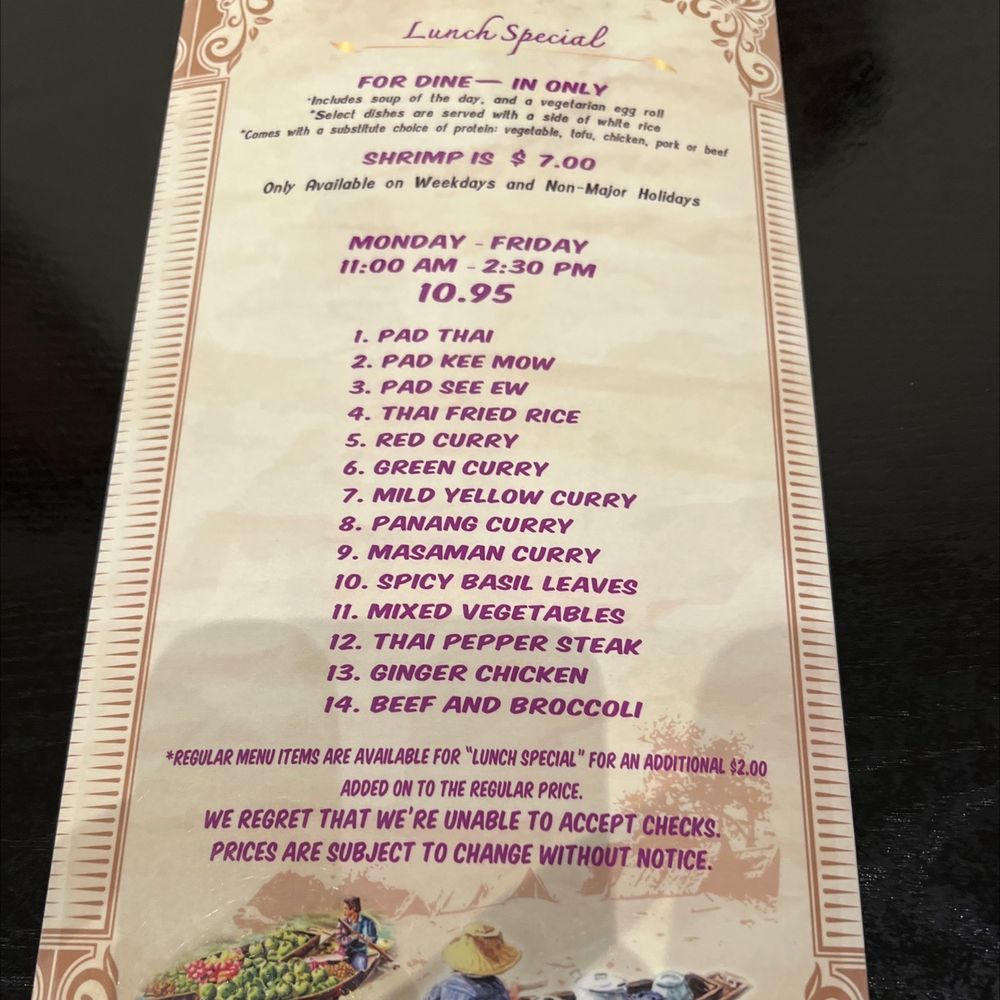 Lunch Special
FOR DINE— IN ONLY
*Includes soup of the day, and a vegetarian egg roll
*Select dishes are served with a side of white rice
*Comes with a substitute choice of protein: vegetable, tofu, chicken, pork or beef
SHRIMP IS $ 7.00
Only Available on Weekdays and Non-Major Holidays
MONDAY - FRIDAY
11:00 AM - 2:30 PM
10.95
1. PAD THAI
2. PAD KEE MOW
3. PAD SEE EW
4. THAI FRIED RICE
5. RED CURRY
6. GREEN CURRY
7. MILD YELLOW CURRY
8. PANANG CURRY
9. MASAMAN CURRY
10. SPICY BASIL LEAVES
11. MIXED VEGETABLES
12. THAI PEPPER STEAK
13. GINGER CHICKEN
14. BEEF AND BROCCOLI
*REGULAR MENU ITEMS ARE AVAILABLE FOR "LUNCH SPECIAL" FOR AN ADDITIONAL $2.00
ADDED ON TO THE REGULAR PRICE.
WE REGRET THAT WE'RE UNABLE TO ACCEPT CHECKS.
PRICES ARE SUBJECT TO CHANGE WITHOUT NOTICE.